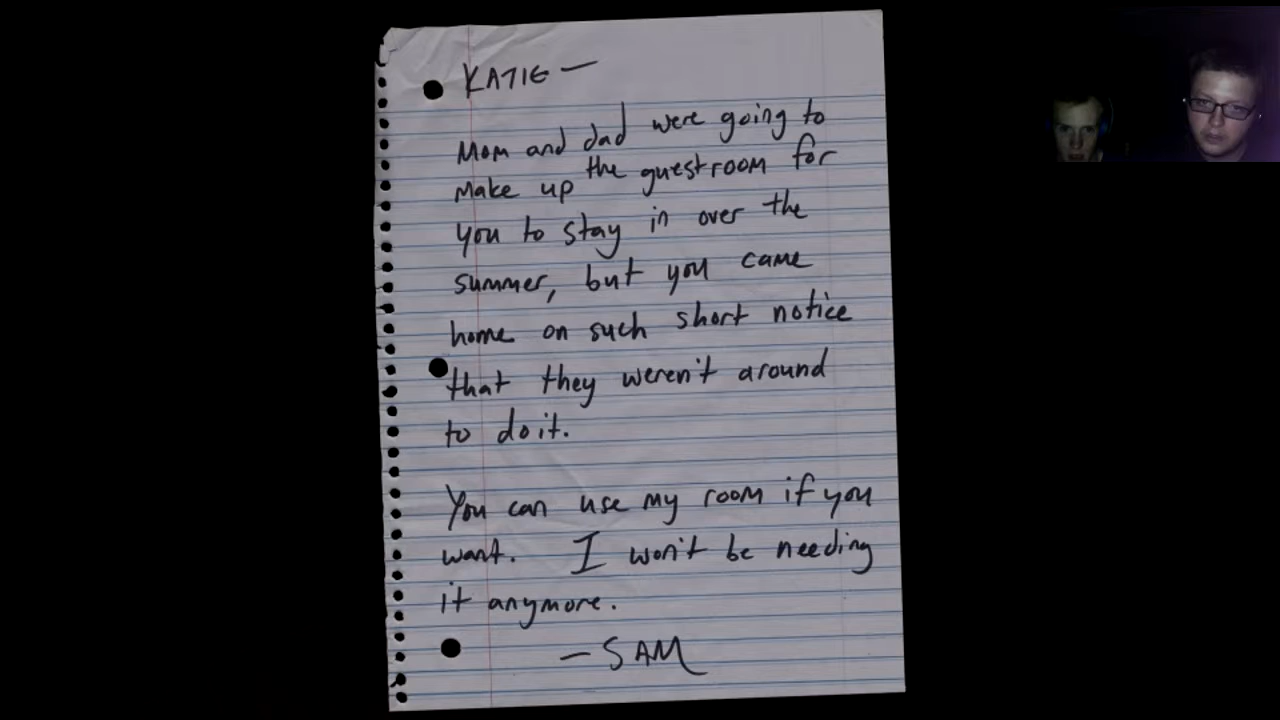 KATIE —
Mom and dad were going to
make up the guestroom for
you to stay in over the
summer, but you came
home on such short notice
that they weren't around
to do it.
You can use my room if you
want. I won't be needing
it anymore.
— SAM